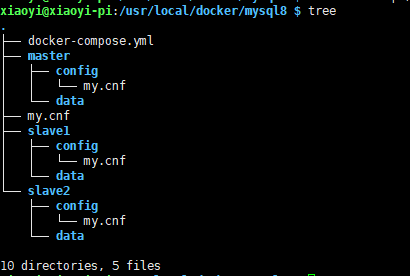 xiaoyi@xiaoyi-pi:/usr/local/docker/mysql8 $ tree
.
├── docker-compose.yml
├── master
│   ├── config
│   │   └── my.cnf
│   └── data
├── my.cnf
├── slave1
│   ├── config
│   │   └── my.cnf
│   └── data
└── slave2
    ├── config
    │   └── my.cnf
    └── data
10 directories, 5 files